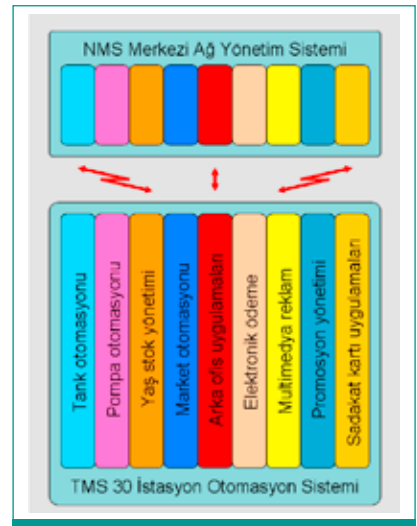 NMS Merkezi Ağ Yönetim Sistemi
Tank otomasyonu
Pompa otomasyonu
Yaş stok yönetimi
Market otomasyonu
Arka ofis uygulamaları
Elektronik ödeme
Multimedya reklam
Promosyon yönetimi
Sadakat kartı uygulamaları
TMS 30 İstasyon Otomasyon Sistemi